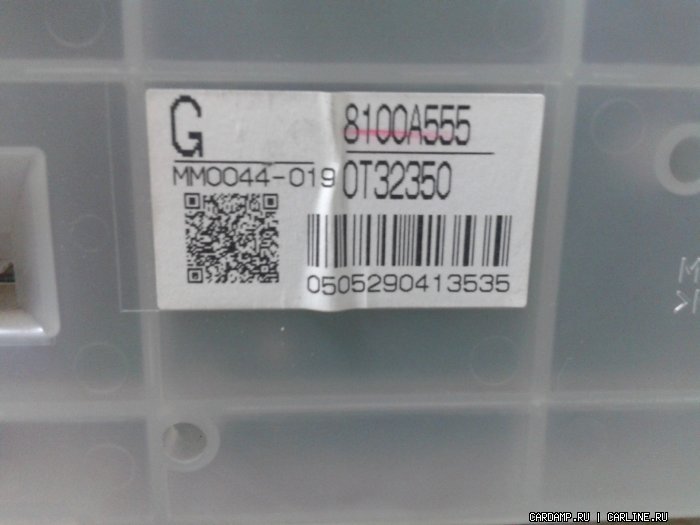 G
8100A555
MM0044-019
0T32350
0505290413535
M
>
CARDAMP.RU | CARLINE.RU